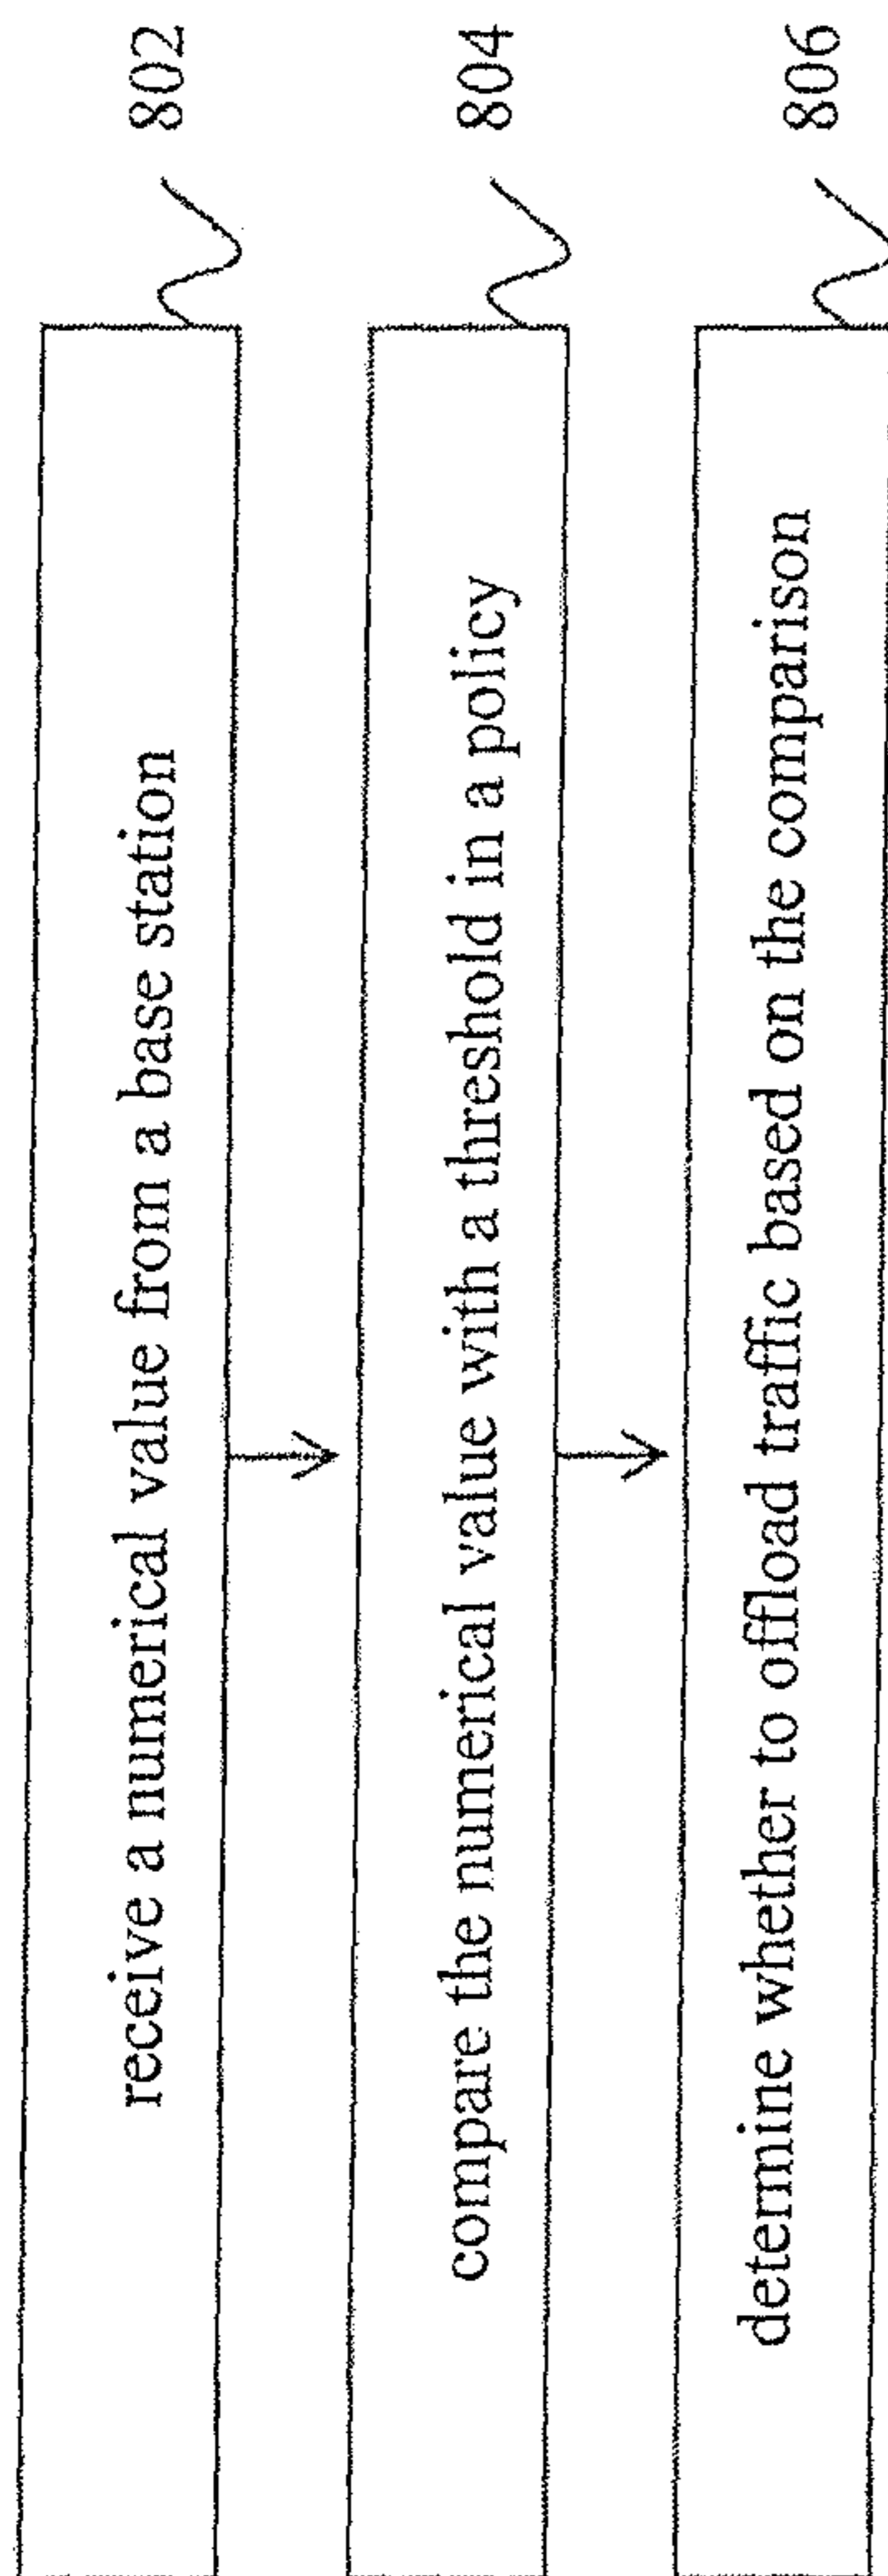 receive a numerical value from a base station
802
compare the numerical value with a threshold in a policy
804
determine whether to offload traffic based on the comparison
806